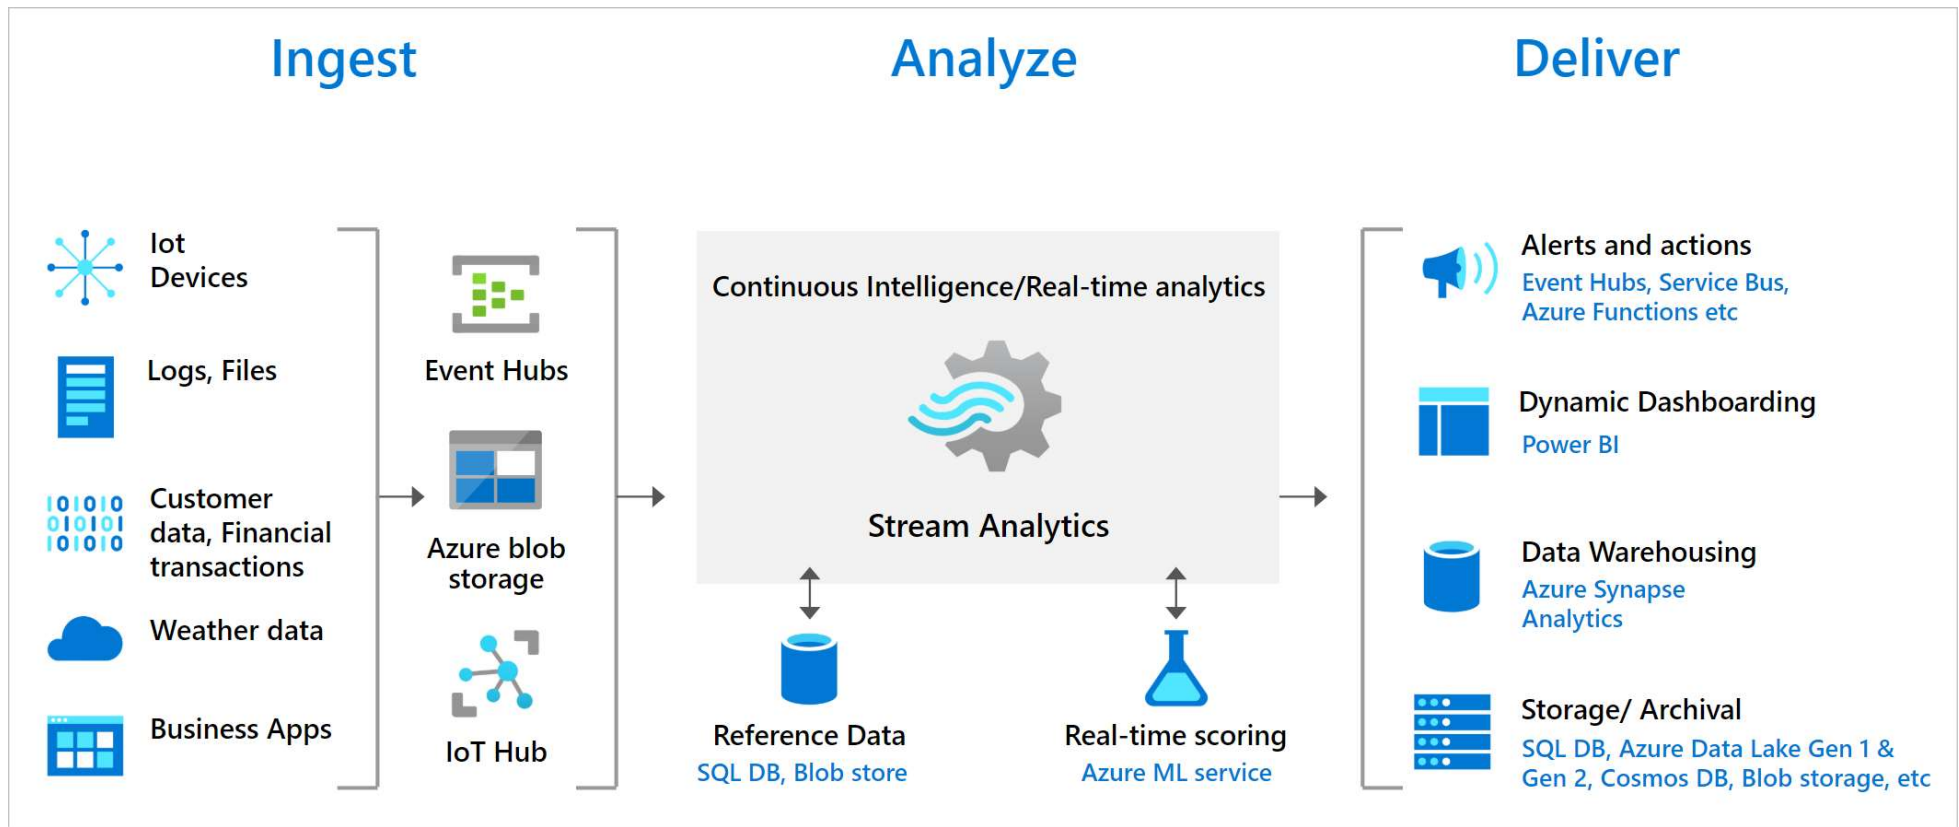 Ingest
Analyze
Deliver
Iot
Devices
Logs, Files
Customer
data, Financial
transactions
Weather data
Business Apps
Event Hubs
Azure blob
storage
IoT Hub
Continuous Intelligence/Real-time analytics
Stream Analytics
Reference Data
SQL DB, Blob store
Real-time scoring
Azure ML service
Alerts and actions
Event Hubs, Service Bus,
Azure Functions etc
Dynamic Dashboarding
Power BI
Data Warehousing
Azure Synapse
Analytics
Storage/ Archival
SQL DB, Azure Data Lake Gen 1 &
Gen 2, Cosmos DB, Blob storage, etc